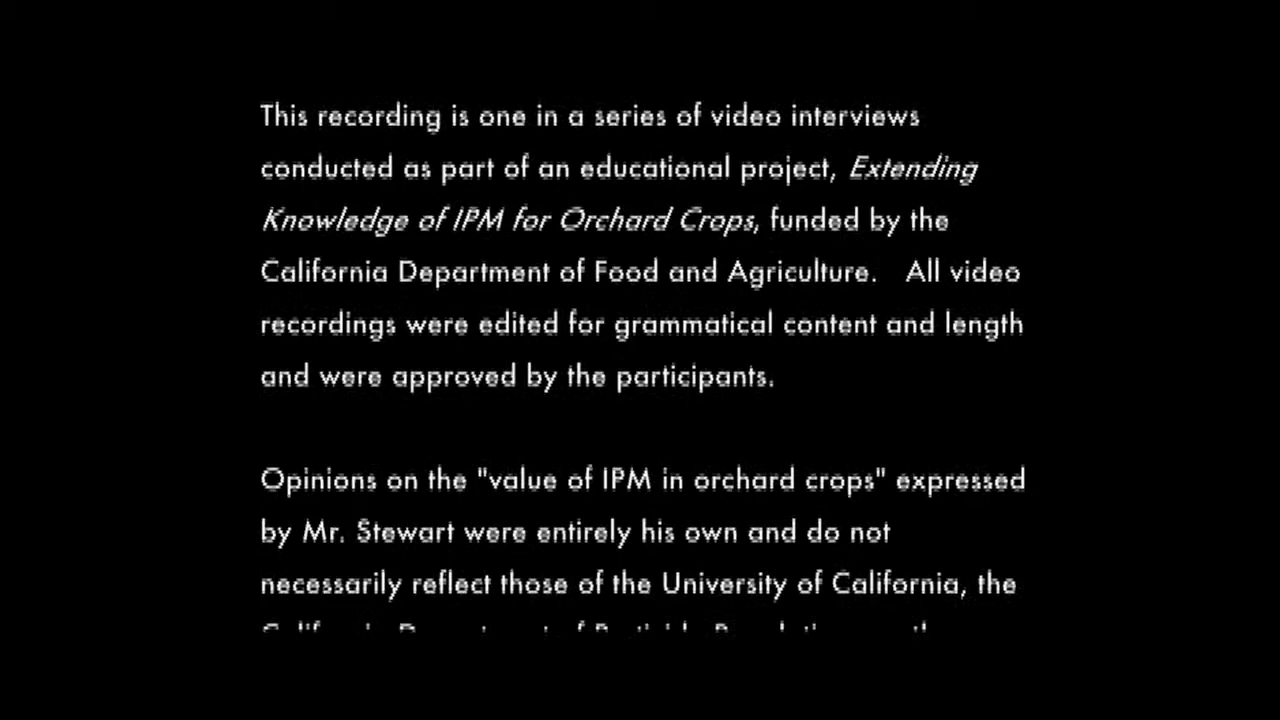 This recording is one in a series of video interviews
conducted as part of an educational project, Extending
Knowledge of IPM for Orchard Crops, funded by the
California Department of Food and Agriculture.   All video
recordings were edited for grammatical content and length
and were approved by the participants.
Opinions on the "value of IPM in orchard crops" expressed
by Mr. Stewart were entirely his own and do not
necessarily reflect those of the University of California, the